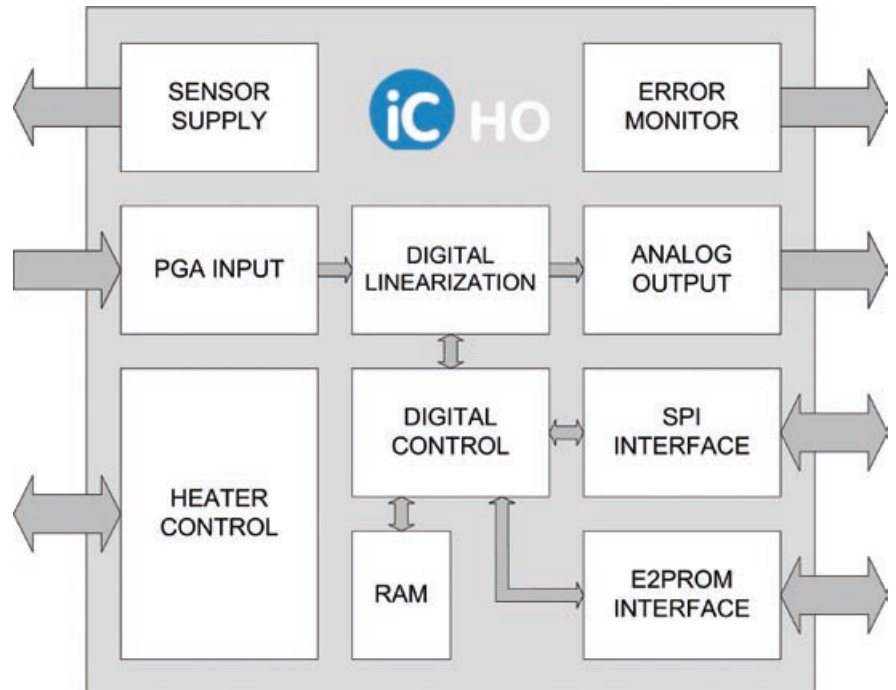 SENSOR
SUPPLY
iC HO
ERROR
MONITOR
PGA INPUT
DIGITAL
LINEARIZATION
ANALOG
OUTPUT
HEATER
CONTROL
DIGITAL
CONTROL
SPI
INTERFACE
RAM
E2PROM
INTERFACE